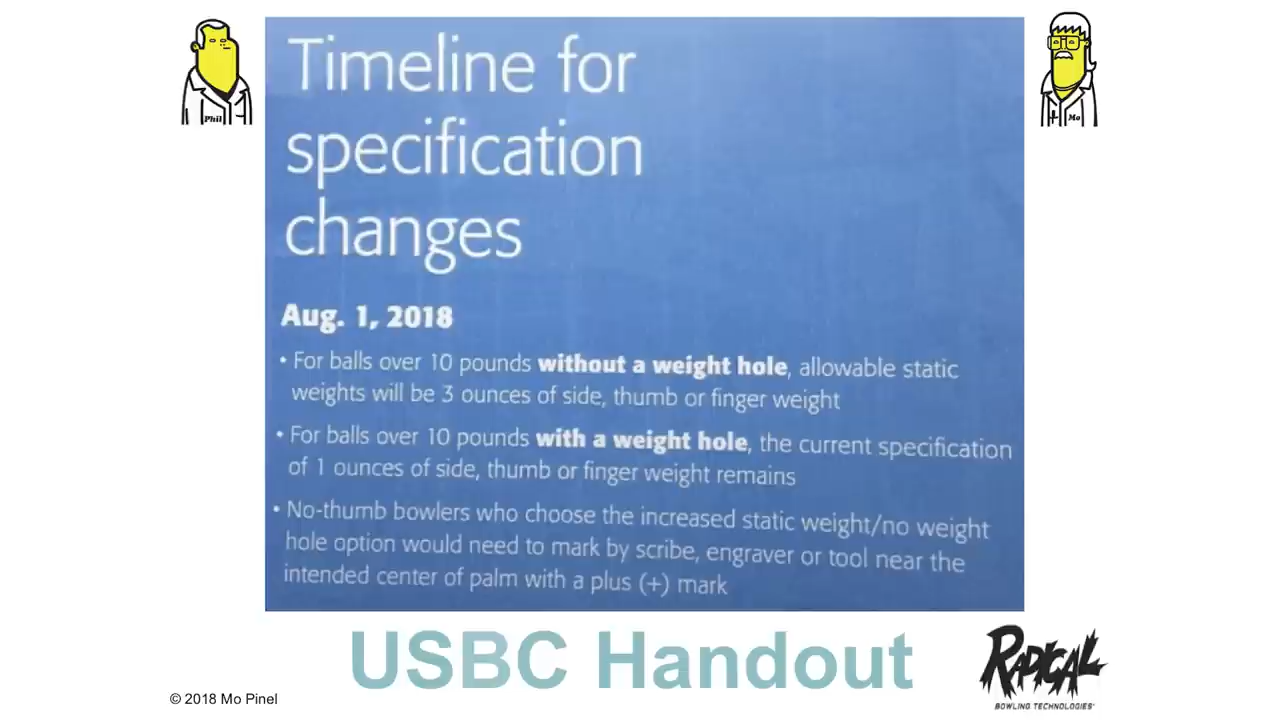 Timeline for
specification
changes
Aug. 1, 2018
• For balls over 10 pounds without a weight hole, allowable static
weights will be 3 ounces of side, thumb or finger weight
• For balls over 10 pounds with a weight hole, the current specification
of 1 ounces of side, thumb or finger weight remains
• No-thumb bowlers who choose the increased static weight/no weight
hole option would need to mark by scribe, engraver or tool near the
intended center of palm with a plus (+) mark
Phil
Mo
USBC Handout
© 2018 Mo Pinel
RADICAL
BOWLING TECHNOLOGIES